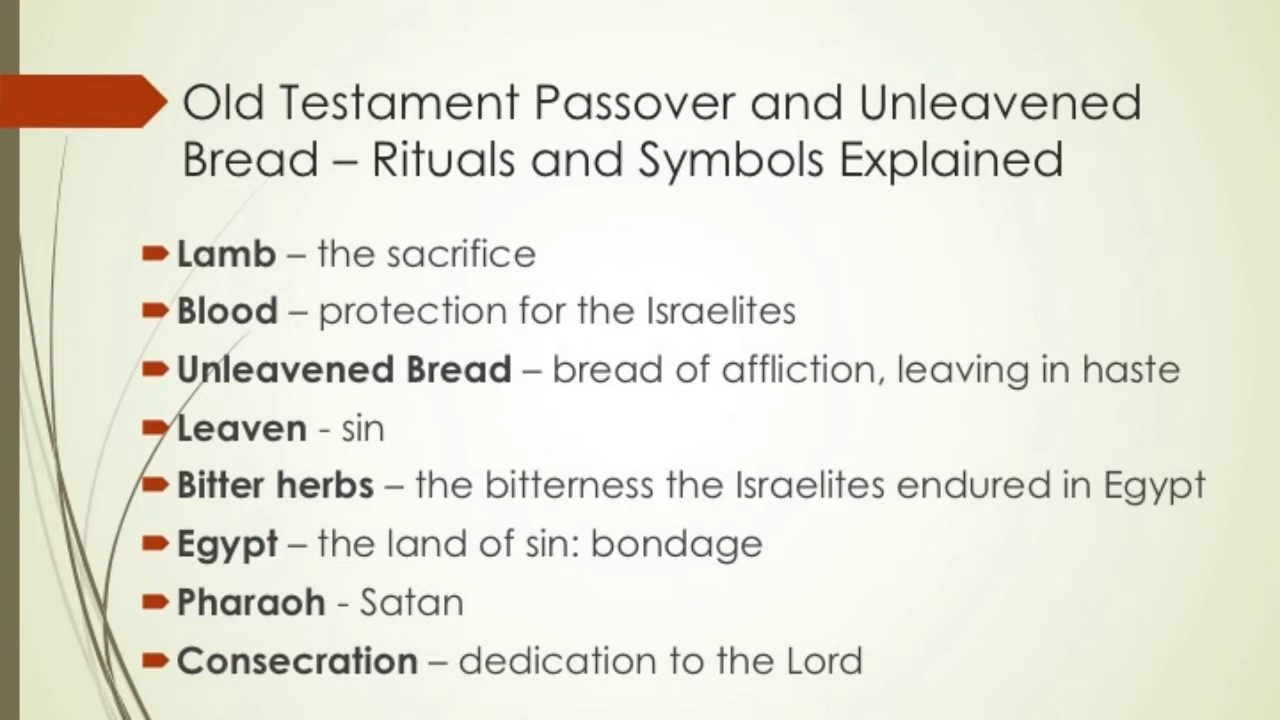 Old Testament Passover and Unleavened
Bread – Rituals and Symbols Explained
Lamb – the sacrifice
Blood – protection for the Israelites
Unleavened Bread – bread of affliction, leaving in haste
Leaven - sin
Bitter herbs – the bitterness the Israelites endured in Egypt
Egypt – the land of sin: bondage
Pharaoh - Satan
Consecration – dedication to the Lord